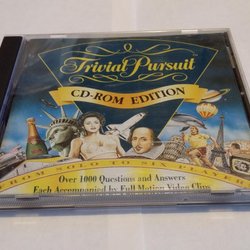 Trivial Pursuit
CD-ROM EDITION
FROM SOLO TO SIX PLAYERS
Over 1000 Questions and Answers
Each Accompanied by Full Motion Video Clips